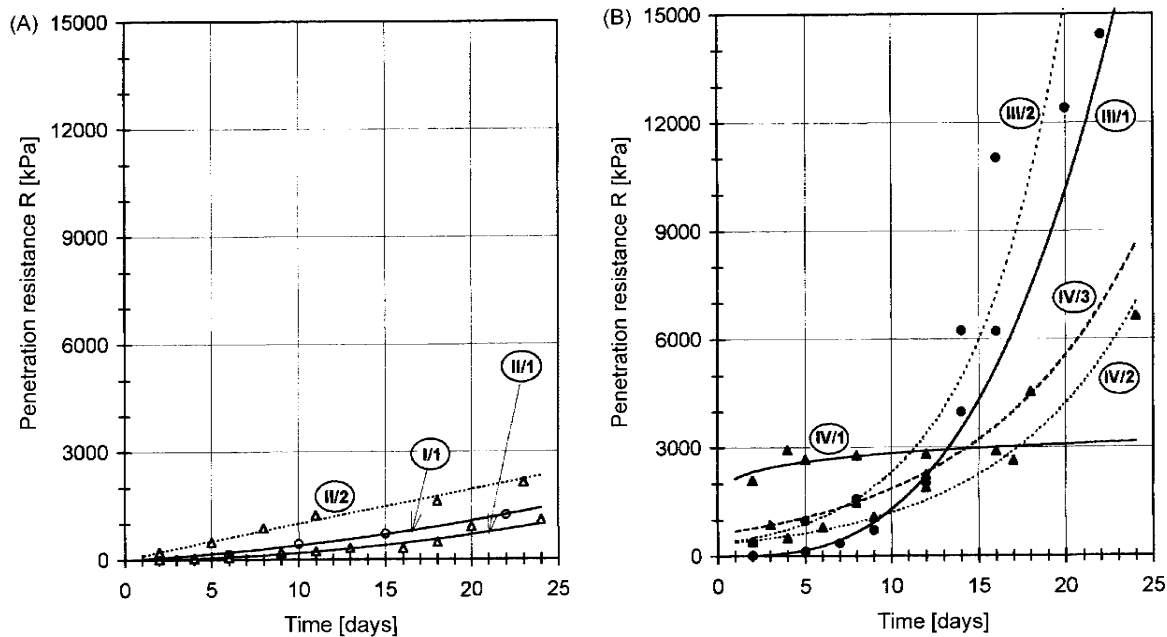 (A)
15000
12000
9000
6000
3000
0
Penetration resistance R [kPa]
II/1
I/1
II/2
0 5 10 15 20 25
Time [days]
(B)
15000
12000
9000
6000
3000
0
Penetration resistance R [kPa]
III/2
III/1
IV/3
IV/2
IV/1
0 5 10 15 20 25
Time [days]